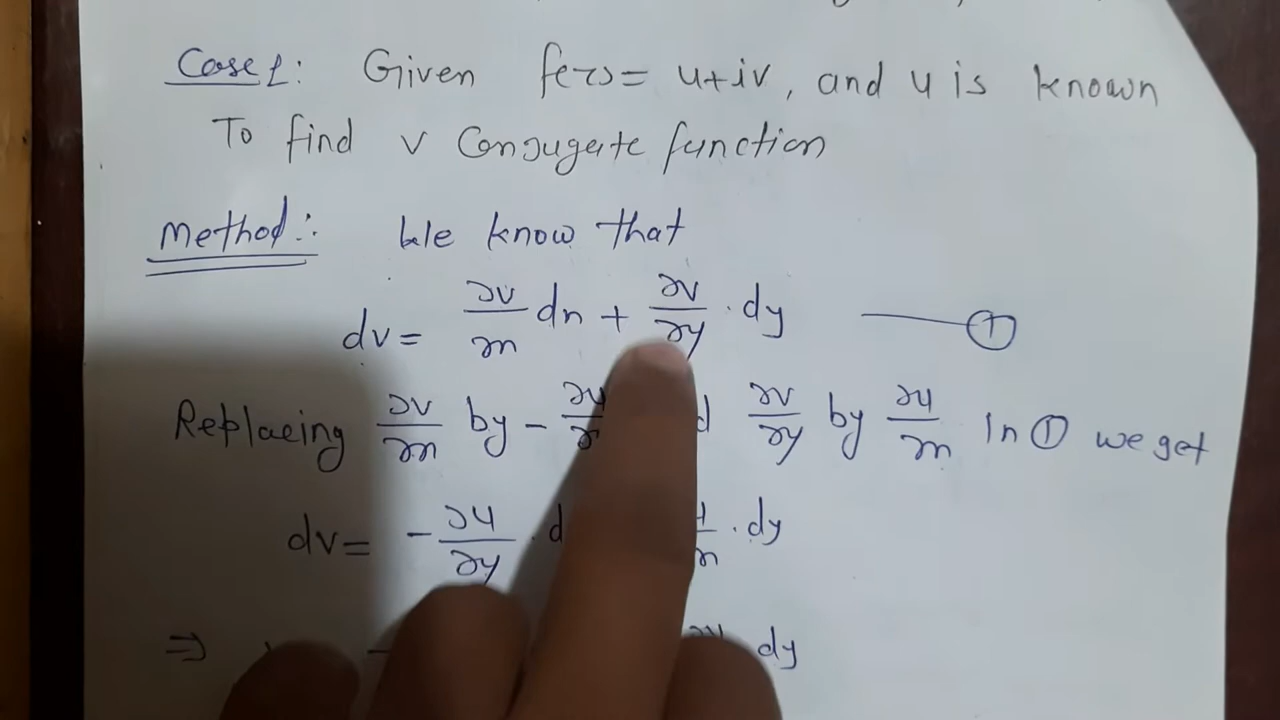 Case 1: Given f(z) = u+iv, and u is known
To find v Conjugate function
Method:. We know that
dv = ∂v/∂x dx + ∂v/∂y . dy ——— ①
Replacing ∂v/∂x by - ∂u ∂v/∂y by ∂u/∂x In ① we get
dv = - ∂u/∂y . d . dy
⇒ dy